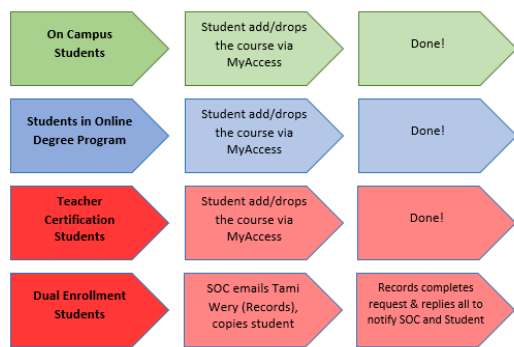 On Campus
Students
Student add/drops
the course via
MyAccess
Done!
Students in Online
Degree Program
Student add/drops
the course via
MyAccess
Done!
Teacher
Certification
Students
Student add/drops
the course via
MyAccess
Done!
Dual Enrollment
Students
SOC emails Tami
Wery (Records),
copies student
Records completes
request & replies all to
notify SOC and Student